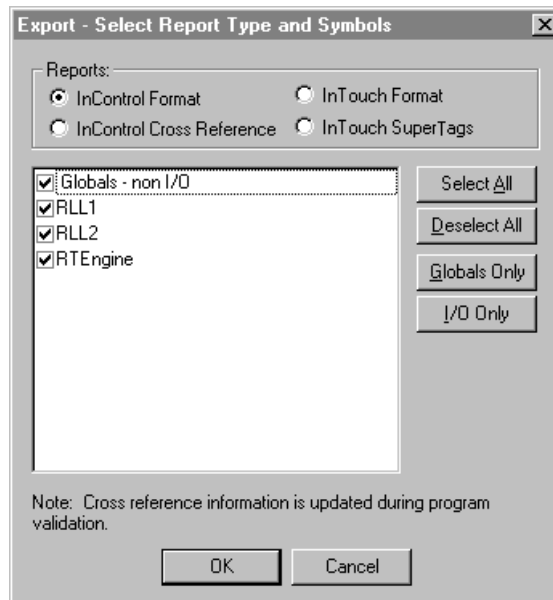 Export - Select Report Type and Symbols
Reports:
InControl Format
InTouch Format
InControl Cross Reference
InTouch SuperTags
Globals - non I/O
RLL1
RLL2
RTEngine
Select All
Deselect All
Globals Only
I/O Only
Note: Cross reference information is updated during program
validation.
OK
Cancel